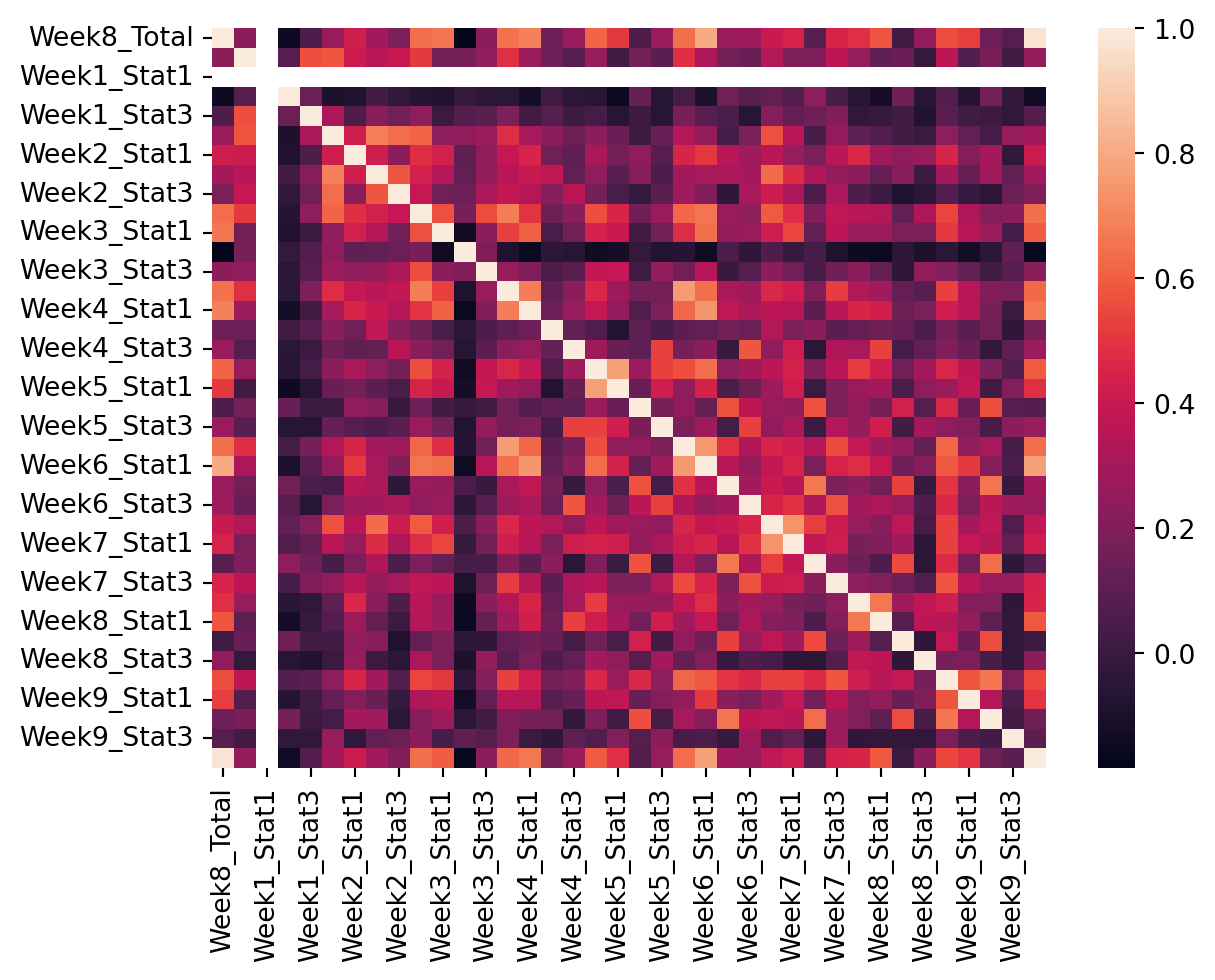 Week8_Total
Week1_Stat1
Week1_Stat3
Week2_Stat1
Week2_Stat3
Week3_Stat1
Week3_Stat3
Week4_Stat1
Week4_Stat3
Week5_Stat1
Week5_Stat3
Week6_Stat1
Week6_Stat3
Week7_Stat1
Week7_Stat3
Week8_Stat1
Week8_Stat3
Week9_Stat1
Week9_Stat3
Week8_Total
Week1_Stat1
Week1_Stat3
Week2_Stat1
Week2_Stat3
Week3_Stat1
Week3_Stat3
Week4_Stat1
Week4_Stat3
Week5_Stat1
Week5_Stat3
Week6_Stat1
Week6_Stat3
Week7_Stat1
Week7_Stat3
Week8_Stat1
Week8_Stat3
Week9_Stat1
Week9_Stat3
1.0
0.8
0.6
0.4
0.2
0.0